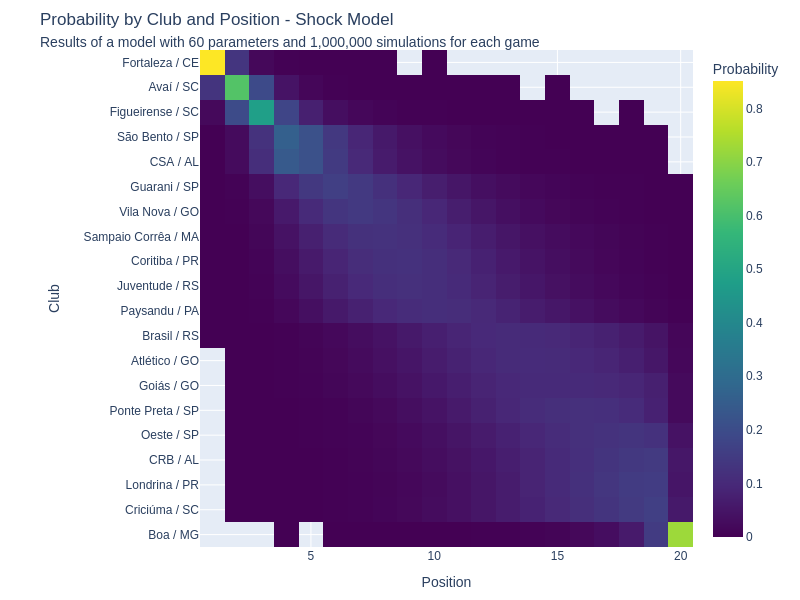 Probability by Club and Position - Shock Model
Results of a model with 60 parameters and 1,000,000 simulations for each game
Probability
Club
Fortaleza / CE
Avaí / SC
Figueirense / SC
São Bento / SP
CSA / AL
Guarani / SP
Vila Nova / GO
Sampaio Corrêa / MA
Coritiba / PR
Juventude / RS
Paysandu / PA
Brasil / RS
Atlético / GO
Goiás / GO
Ponte Preta / SP
Oeste / SP
CRB / AL
Londrina / PR
Criciúma / SC
Boa / MG
0.8
0.7
0.6
0.5
0.4
0.3
0.2
0.1
0
5 10 15 20
Position